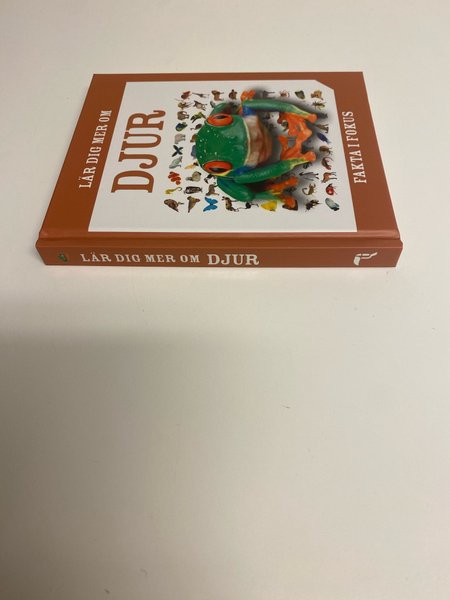 LÄR DIG MER OM
DJUR
FAKTA I FOKUS
LÄR DIG MER OM DJUR